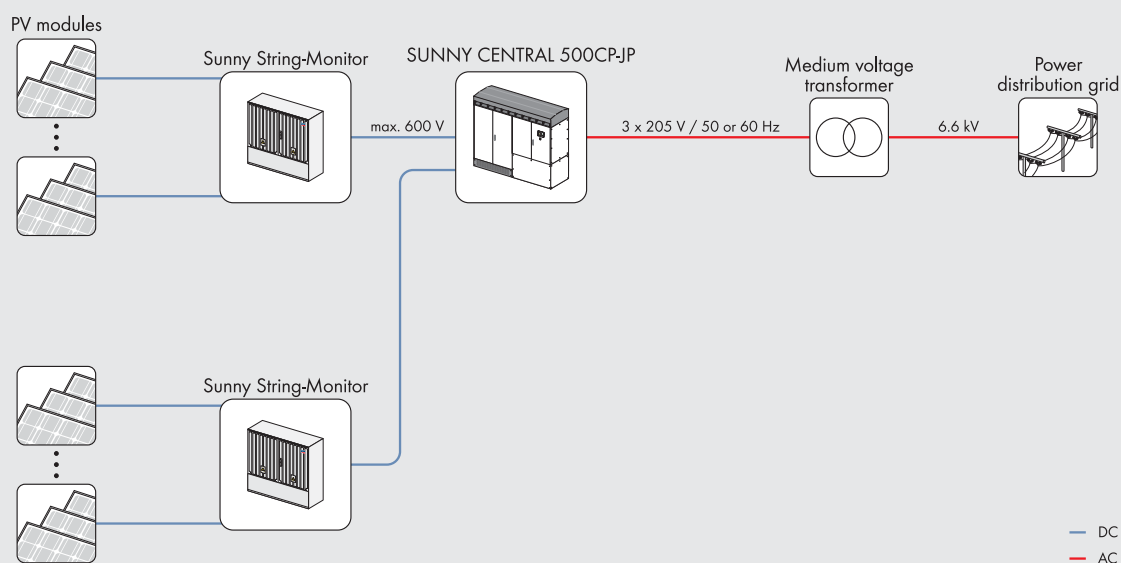 PV modules
Sunny String-Monitor
SUNNY CENTRAL 500CP-JP
Medium voltage
transformer
Power
distribution grid
max. 600 V
3 x 205 V / 50 or 60 Hz
6.6 kV
Sunny String-Monitor
DC
AC